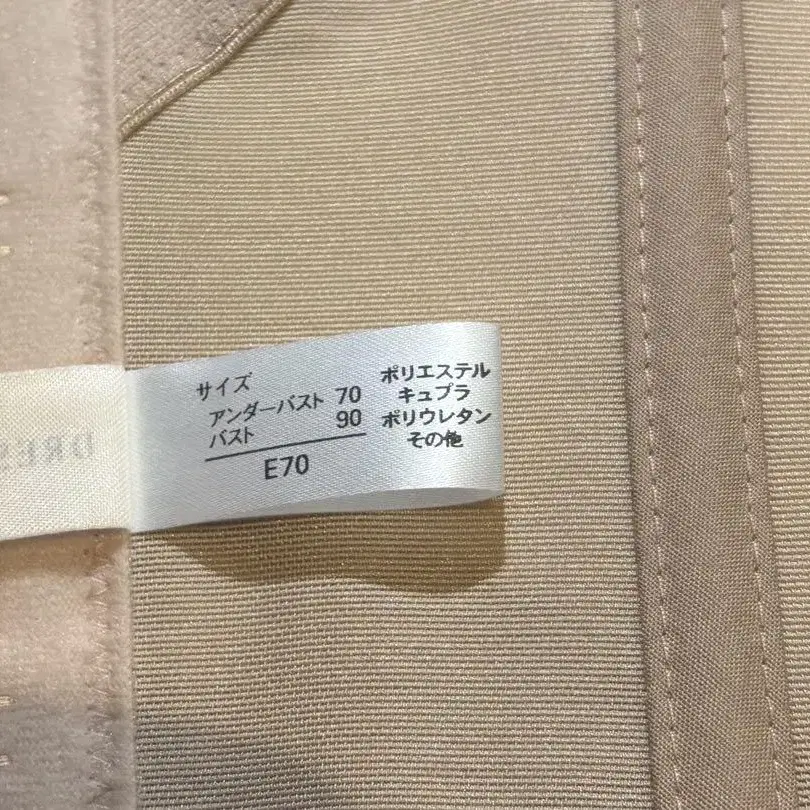 サイズ
アンダーバスト 70
バスト 90
E70
ポリエステル
キュプラ
ポリウレタン
その他